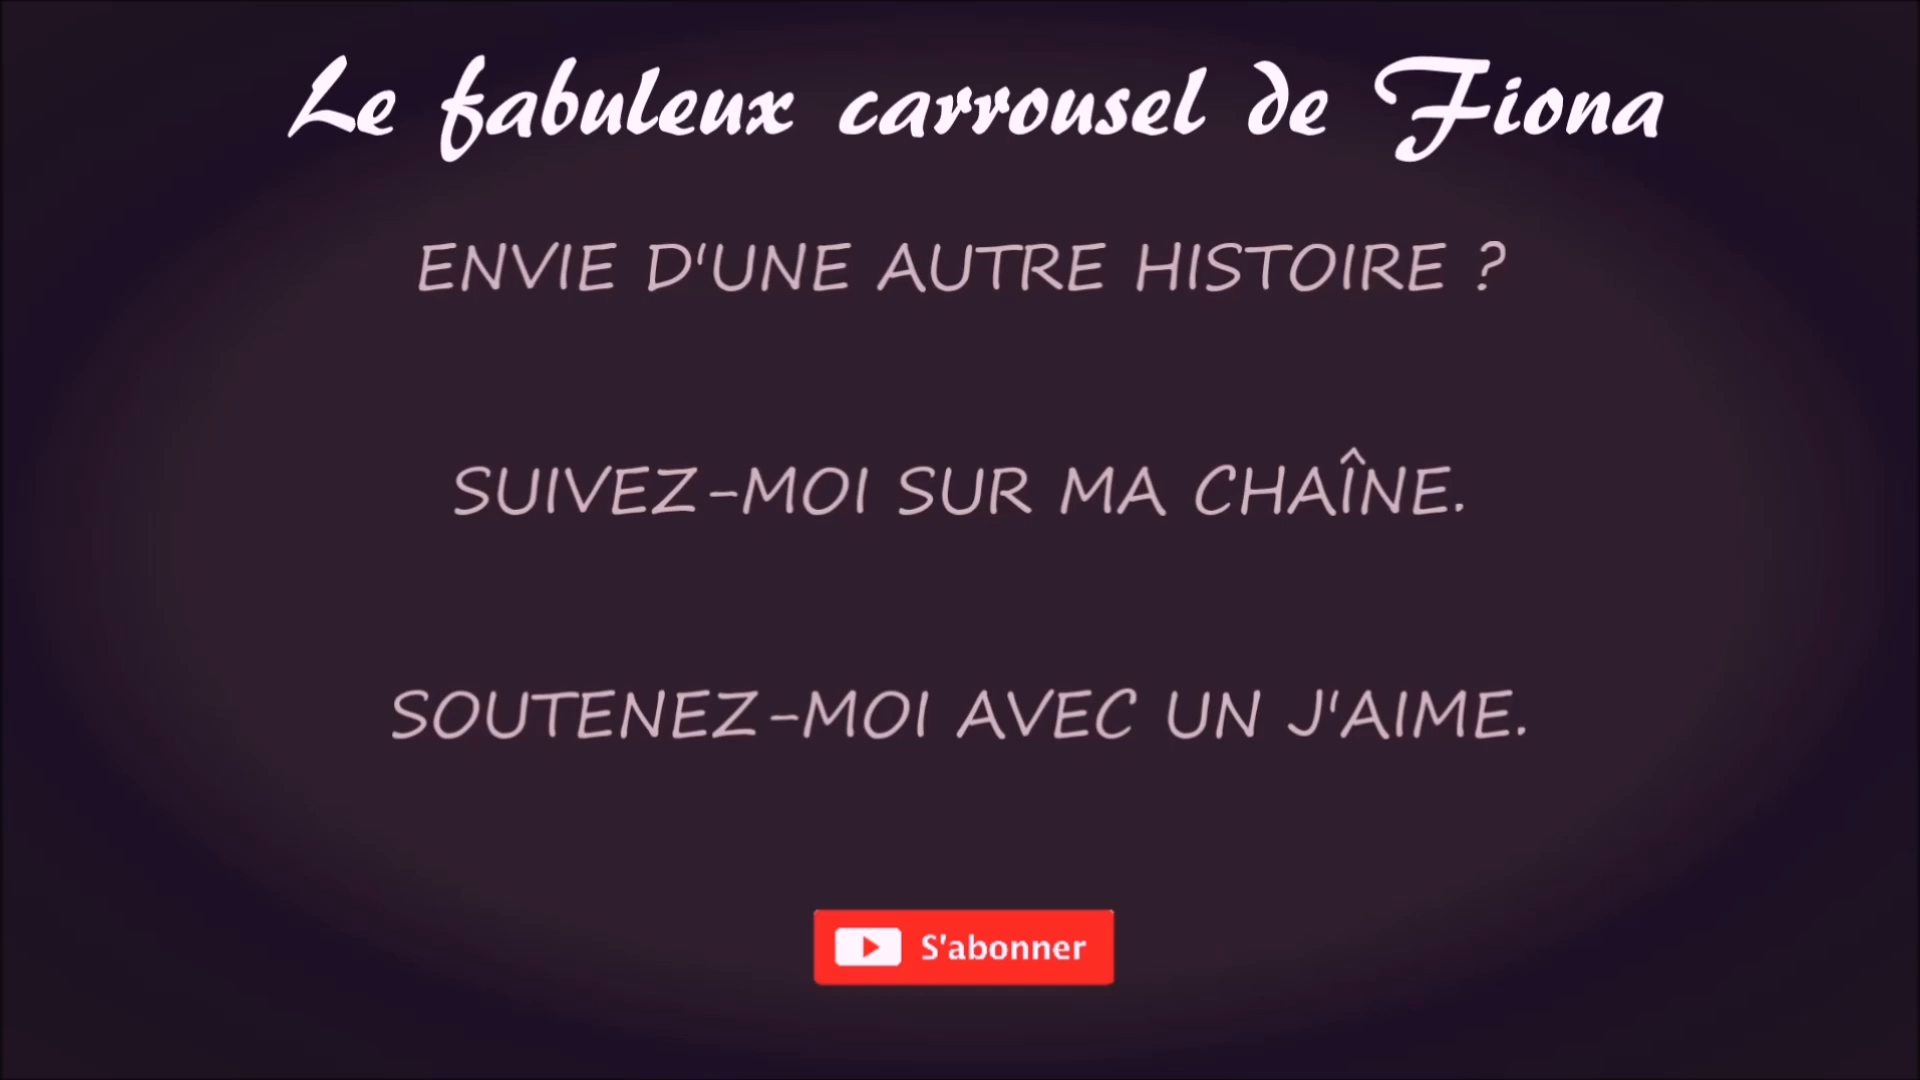 Le fabuleux carrousel de Fiona
ENVIE D'UNE AUTRE HISTOIRE ?
SUIVEZ-MOI SUR MA CHAÎNE.
SOUTENEZ-MOI AVEC UN J'AIME.
S'abonner